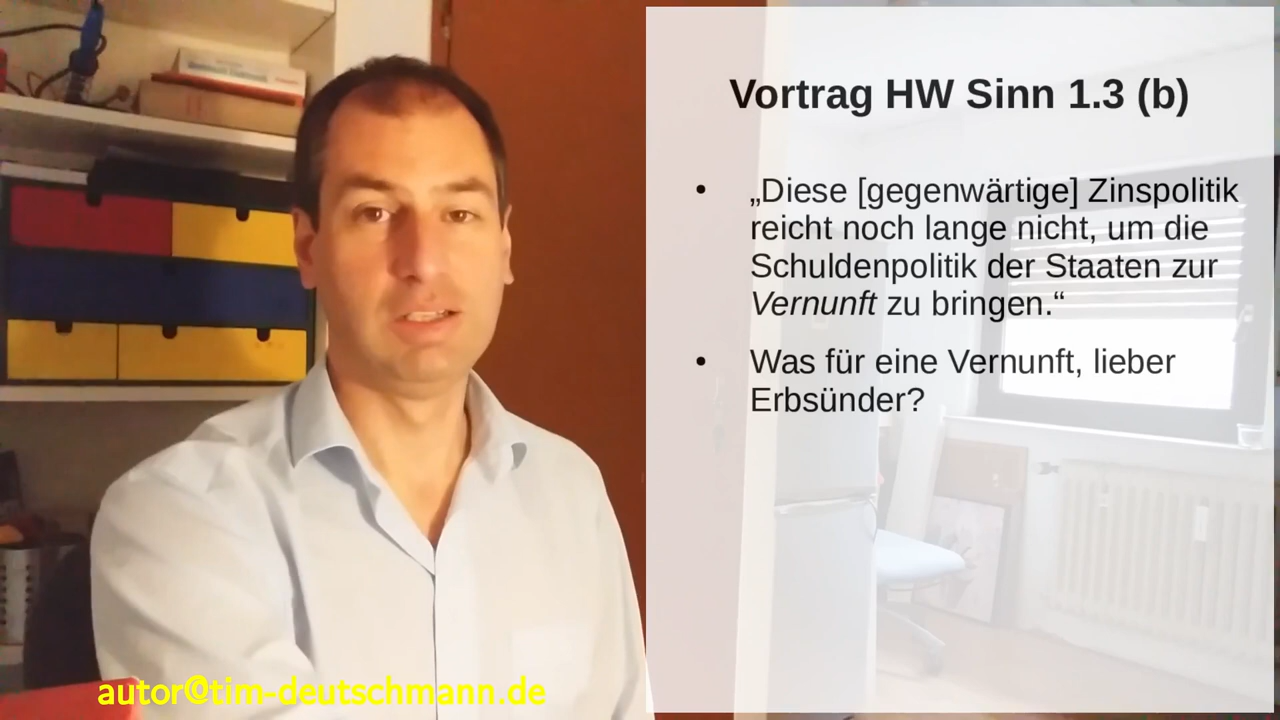 Vortrag HW Sinn 1.3 (b)
• „Diese [gegenwärtige] Zinspolitik
reicht noch lange nicht, um die
Schuldenpolitik der Staaten zur
Vernunft zu bringen.“
• Was für eine Vernunft, lieber
Erbsünder?
autor@tim-deutschmann.de